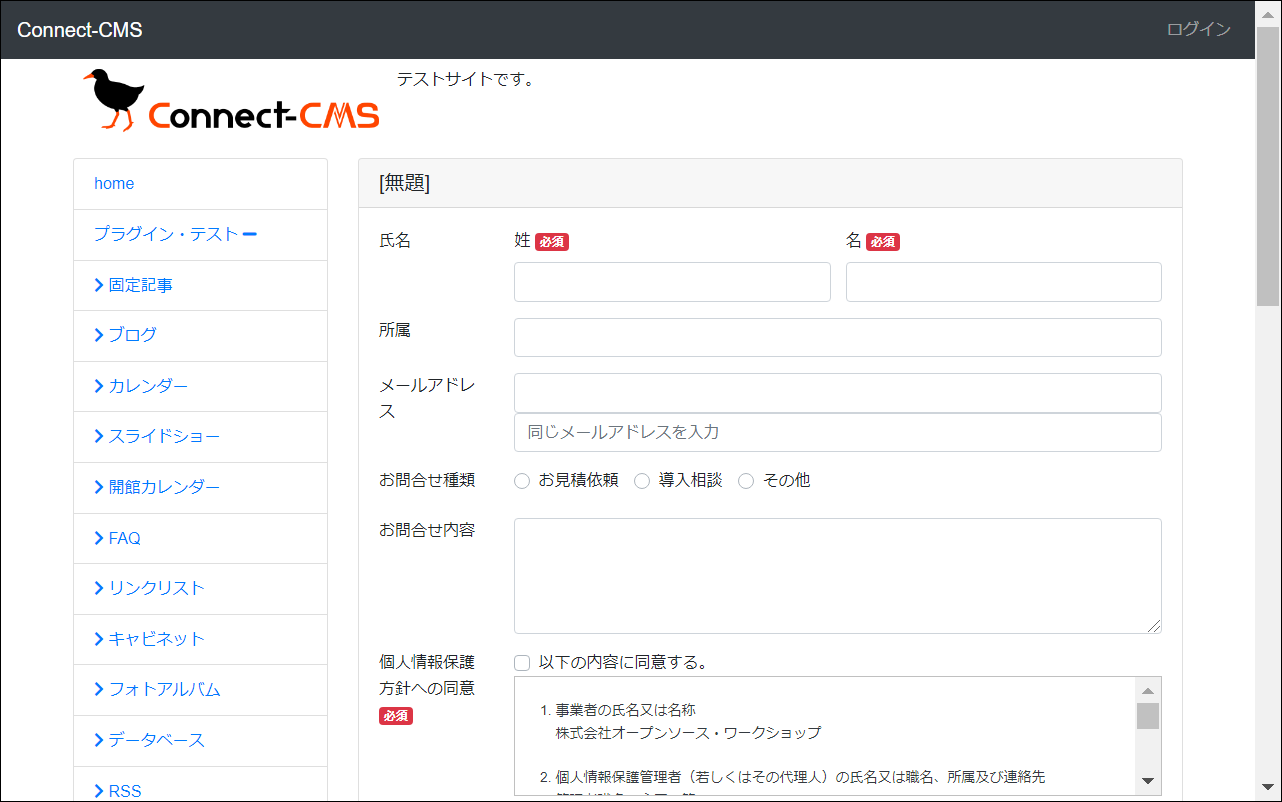 Connect-CMS
ログイン
Connect-CMS
テストサイトです。
home
プラグイン・テスト
固定記事
ブログ
カレンダー
スライドショー
開館カレンダー
FAQ
リンクリスト
キャビネット
フォトアルバム
データベース
RSS
[無題]
氏名
姓 必須
名 必須
所属
メールアドレ
ス
同じメールアドレスを入力
お問合せ種類
お見積依頼 導入相談 その他
お問合せ内容
個人情報保護
方針への同意
必須
以下の内容に同意する。
1. 事業者の氏名又は名称
株式会社オープンソース・ワークショップ
2. 個人情報保護管理者（若しくはその代理人）の氏名又は職名、所属及び連絡先